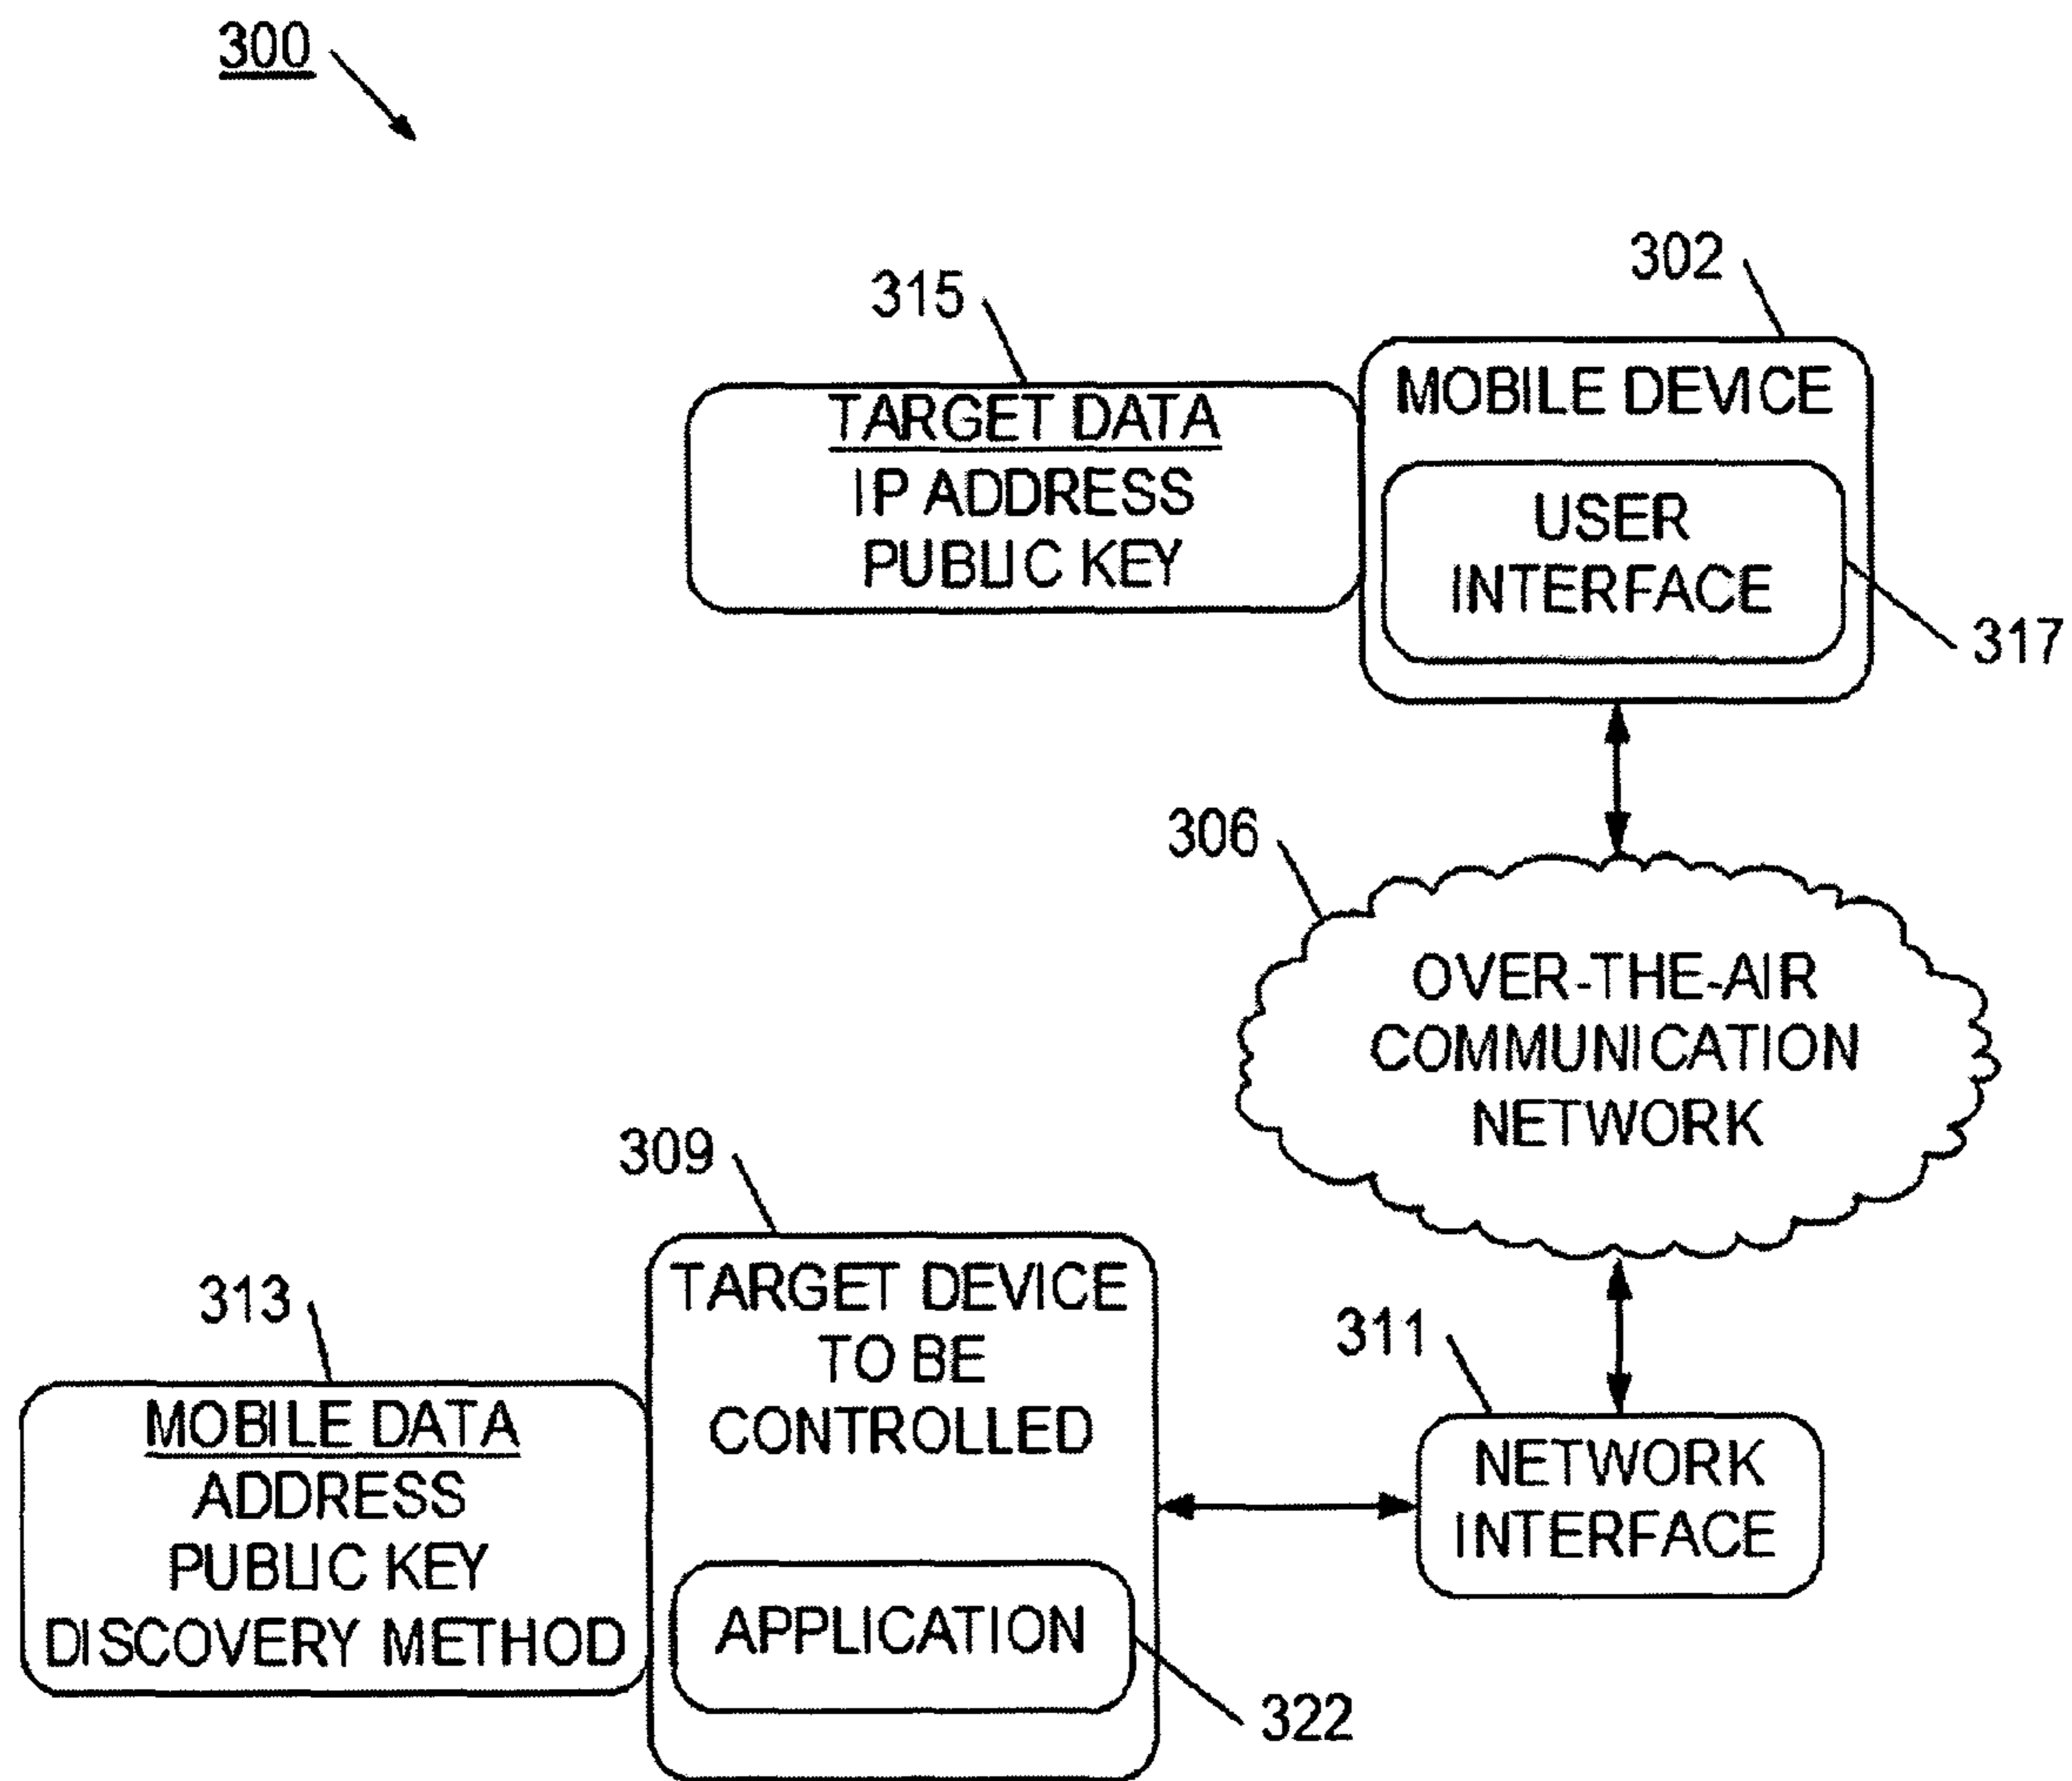 300
302
315
MOBILE DEVICE
TARGET DATA
IP ADDRESS
PUBLIC KEY
USER
INTERFACE
317
306
OVER-THE-AIR
COMMUNICATION
NETWORK
309
TARGET DEVICE
TO BE
CONTROLLED
313
311
MOBILE DATA
ADDRESS
PUBLIC KEY
DISCOVERY METHOD
NETWORK
INTERFACE
APPLICATION
322